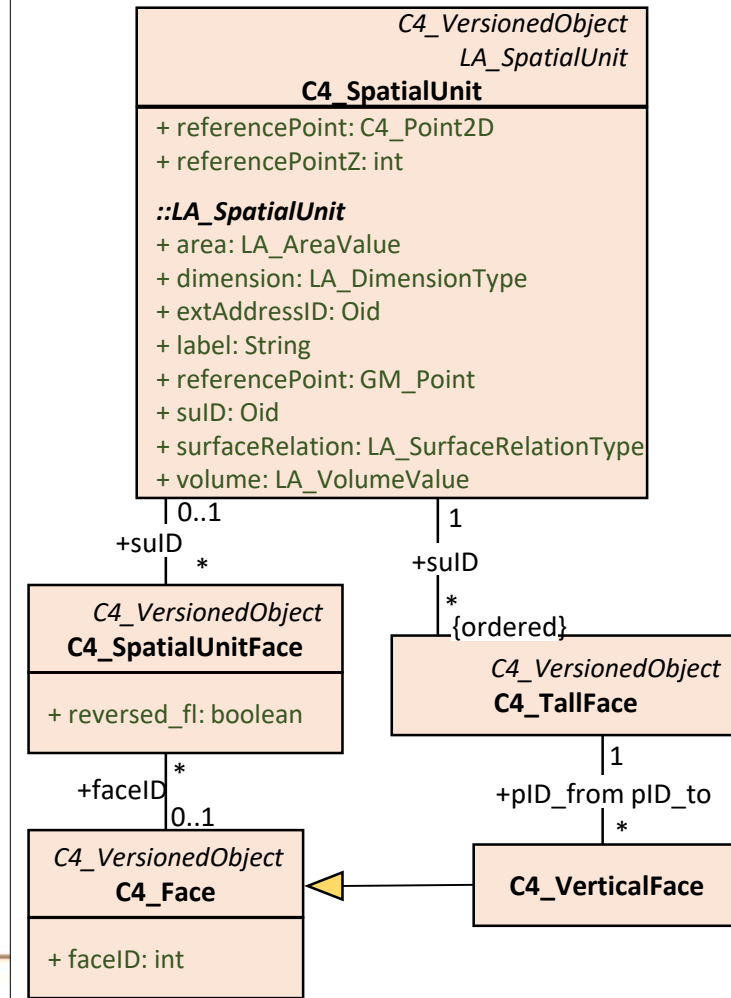 C4_VersionedObject
LA_SpatialUnit
C4_SpatialUnit
+ referencePoint: C4_Point2D
+ referencePointZ: int
::LA_SpatialUnit
+ area: LA_AreaValue
+ dimension: LA_DimensionType
+ extAddressID: Oid
+ label: String
+ referencePoint: GM_Point
+ suID: Oid
+ surfaceRelation: LA_SurfaceRelationType
+ volume: LA_VolumeValue
0..1
+suID
*
1
+suID
*
{ordered}
C4_VersionedObject
C4_SpatialUnitFace
+ reversed_fl: boolean
C4_VersionedObject
C4_TallFace
*
+faceID
0..1
1
+pID_from pID_to
*
C4_VersionedObject
C4_Face
+ faceID: int
C4_VerticalFace